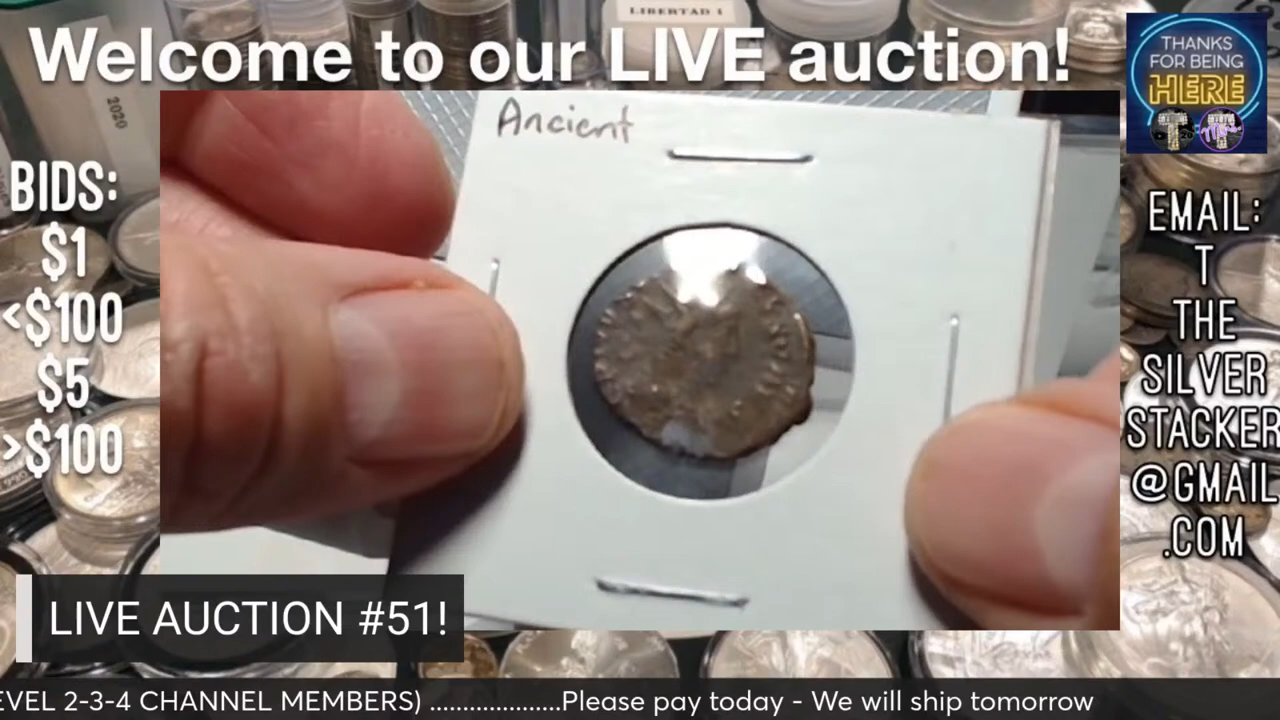 LIBERTAD 1
Welcome to our LIVE auction!
THANKS
FOR BEING
HERE
2020
Ancient
BIDS:
$1
<$100
$5
>$100
EMAIL:
T
THE
SILVER
STACKER
@GMAIL
.COM
LIVE AUCTION #51!
EVEL 2-3-4 CHANNEL MEMBERS) .....................Please pay today - We will ship tomorrow